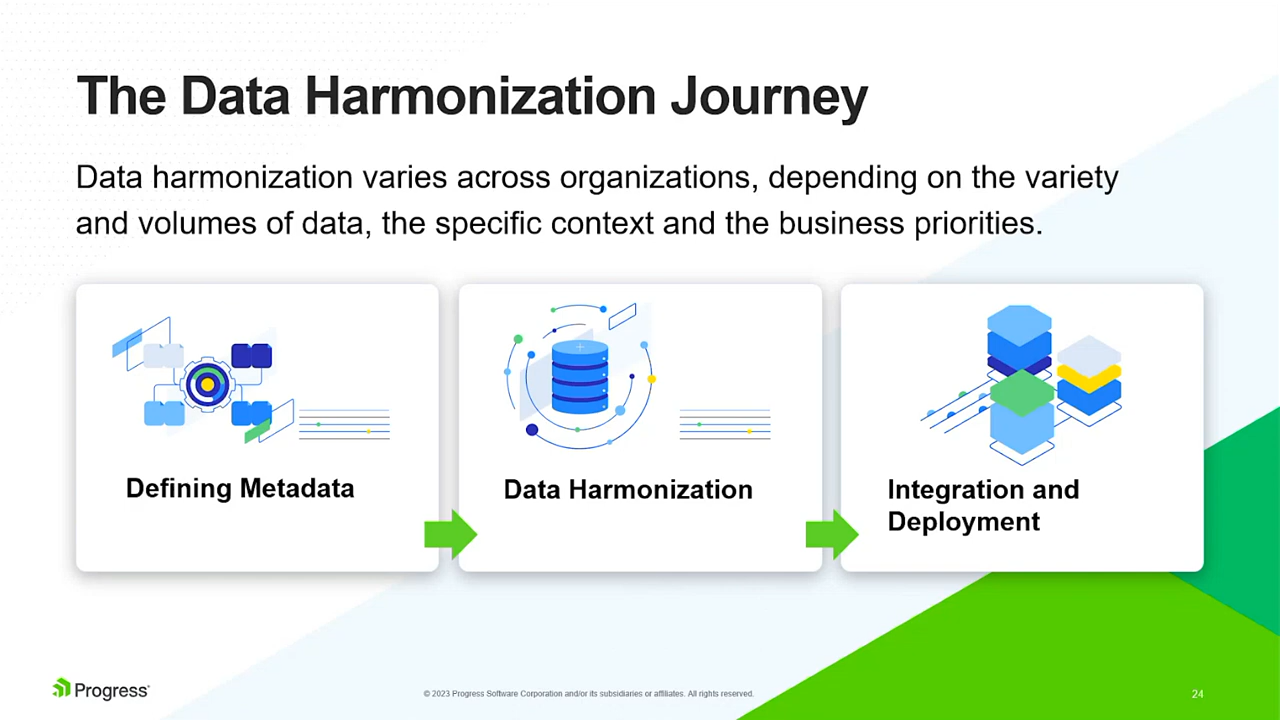 The Data Harmonization Journey
Data harmonization varies across organizations, depending on the variety
and volumes of data, the specific context and the business priorities.
Defining Metadata
Data Harmonization
Integration and
Deployment
Progress®
© 2023 Progress Software Corporation and/or its subsidiaries or affiliates. All rights reserved.
24